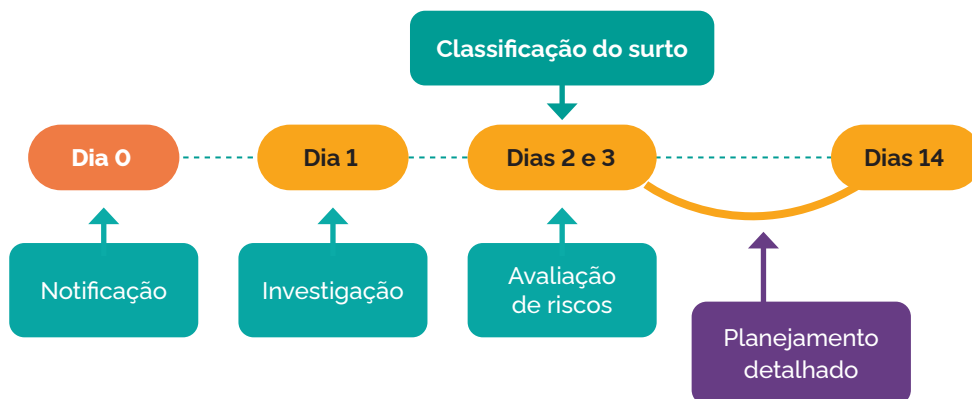 Classificação do surto
Dia 0
Dia 1
Dias 2 e 3
Dias 14
Notificação
Investigação
Avaliação
de riscos
Planejamento
detalhado